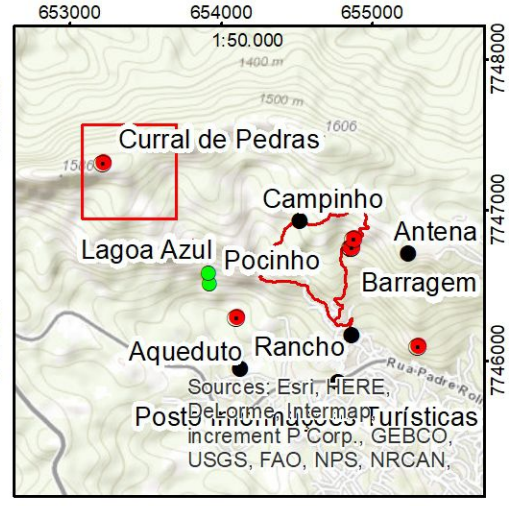 653000 654000 655000
1:50.000
1400 m
7748000
1500 m
1606
Curral de Pedras
1586
Campinho
7747000
Antena
Lagoa Azul
Pocinho
Barragem
Aqueduto
Rancho
7746000
Rua-Padre-Roli
Sources: Esri, HERE,
DeLorme, Intermap,
Posto Informações Turísticas
increment P Corp., GEBCO,
USGS, FAO, NPS, NRCAN,